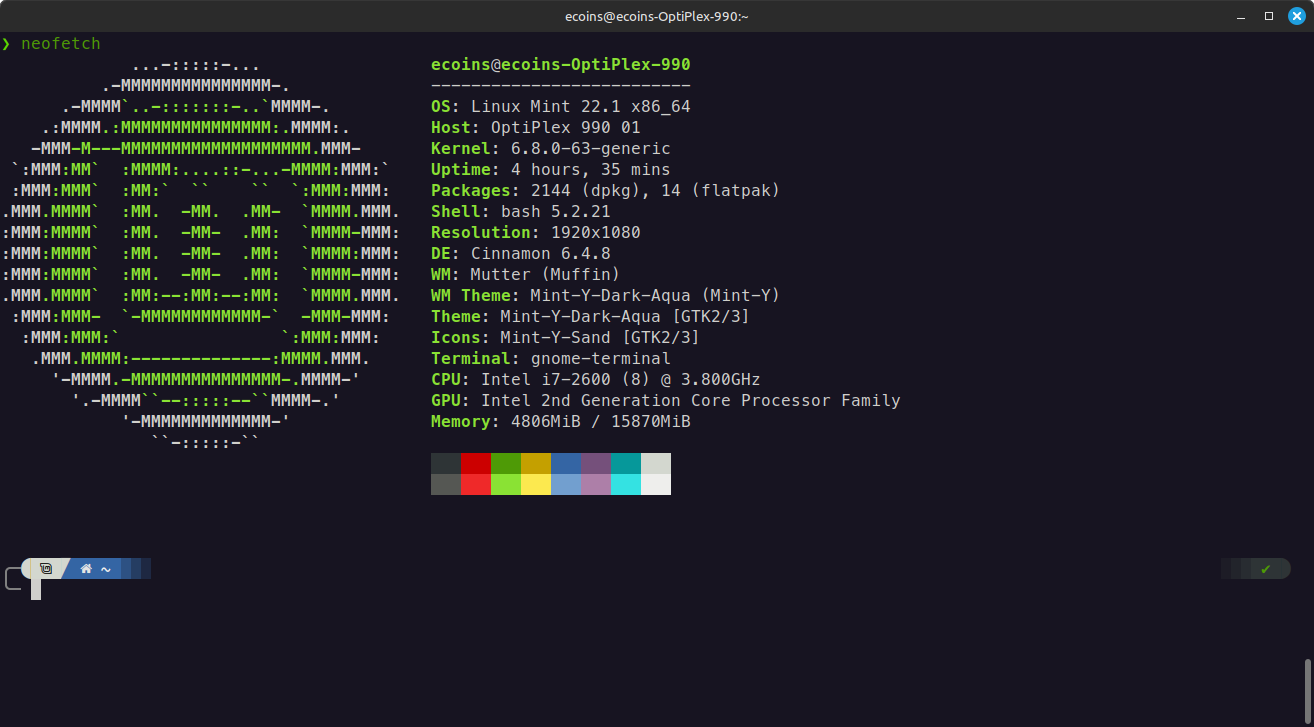 ecoins@ecoins-OptiPlex-990:~
❯ neofetch
             ...-:::::-...                 ecoins@ecoins-OptiPlex-990
          .-MMMMMMMMMMMMMMM-.              --------------------------
      .-MMMM`..-:::::::-..`MMMM-.          OS: Linux Mint 22.1 x86_64
    .:MMMM.:MMMMMMMMMMMMMMM:.MMMM:.        Host: OptiPlex 990 01
   -MMM-M---MMMMMMMMMMMMMMMMMMM.MMM-       Kernel: 6.8.0-63-generic
 `:MMM:MM`  :MMMM:....::-...-MMMM:MMM:`    Uptime: 4 hours, 35 mins
 :MMM:MMM`  :MM:`  ``    ``  `:MMM:MMM:    Packages: 2144 (dpkg), 14 (flatpak)
.MMM.MMMM`  :MM.  -MM.  .MM-  `MMMM.MMM.   Shell: bash 5.2.21
:MMM:MMMM`  :MM.  -MM-  .MM:  `MMMM-MMM:   Resolution: 1920x1080
:MMM:MMMM`  :MM.  -MM-  .MM:  `MMMM:MMM:   DE: Cinnamon 6.4.8
:MMM:MMMM`  :MM.  -MM-  .MM:  `MMMM-MMM:   WM: Mutter (Muffin)
.MMM.MMMM`  :MM:--:MM:--:MM:  `MMMM.MMM.   WM Theme: Mint-Y-Dark-Aqua (Mint-Y)
 :MMM:MMM-  `-MMMMMMMMMMMM-`  -MMM-MMM:    Theme: Mint-Y-Dark-Aqua [GTK2/3]
  :MMM:MMM:`                `:MMM:MMM:     Icons: Mint-Y-Sand [GTK2/3]
   .MMM.MMMM:--------------:MMMM.MMM.      Terminal: gnome-terminal
     '-MMMM.-MMMMMMMMMMMMMMM-.MMMM-'       CPU: Intel i7-2600 (8) @ 3.800GHz
       '.-MMMM``--:::::--``MMMM-.'         GPU: Intel 2nd Generation Core Processor Family
            '-MMMMMMMMMMMMM-'              Memory: 4806MiB / 15870MiB
               ``-:::::-``
~ ✔